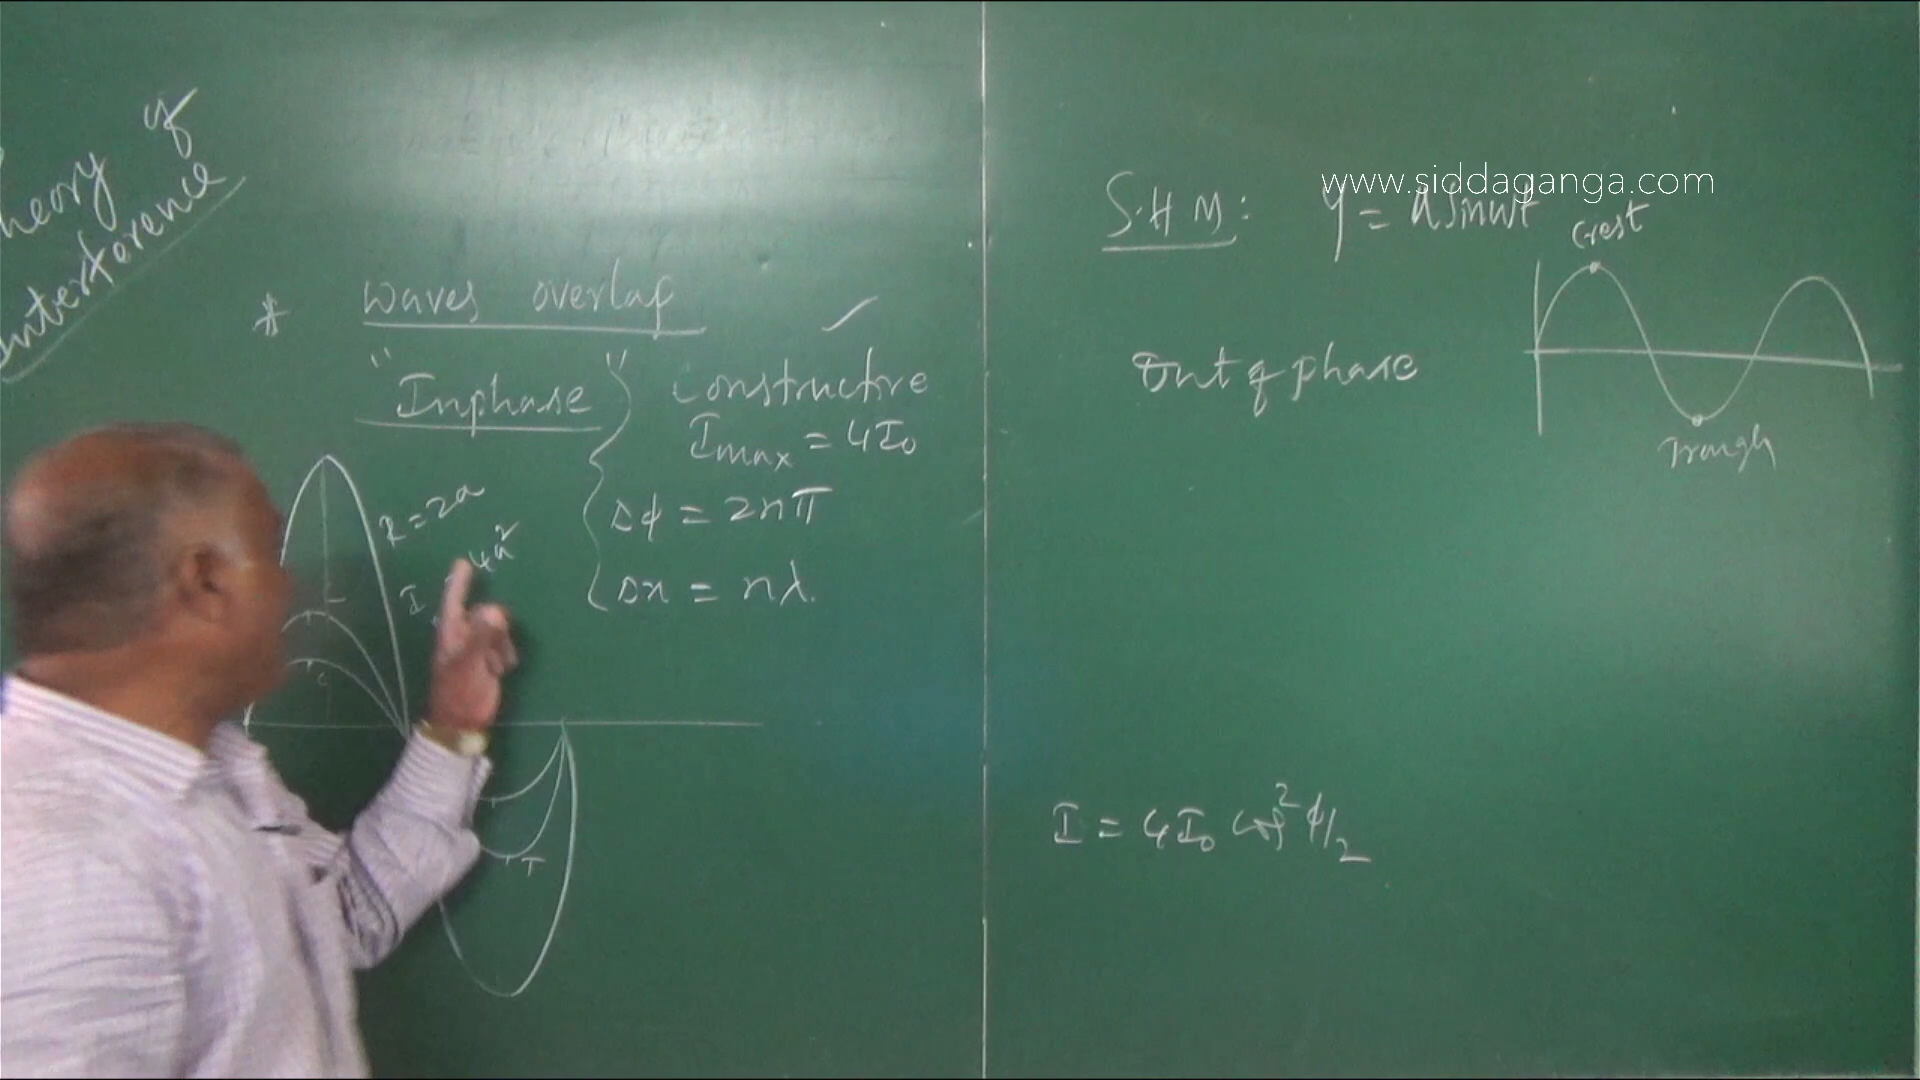 Theory of
Interference
* Waves overlap
"Inphase"
Constructive
Imax = 4I₀
Δφ = 2nπ
Δx = nλ.
R = 2a
I 4a²
c
T
www.siddaganga.com
S.H.M: y = a sinωt
Crest
Out of phase
Trough
I = 4I₀ cos² φ/2